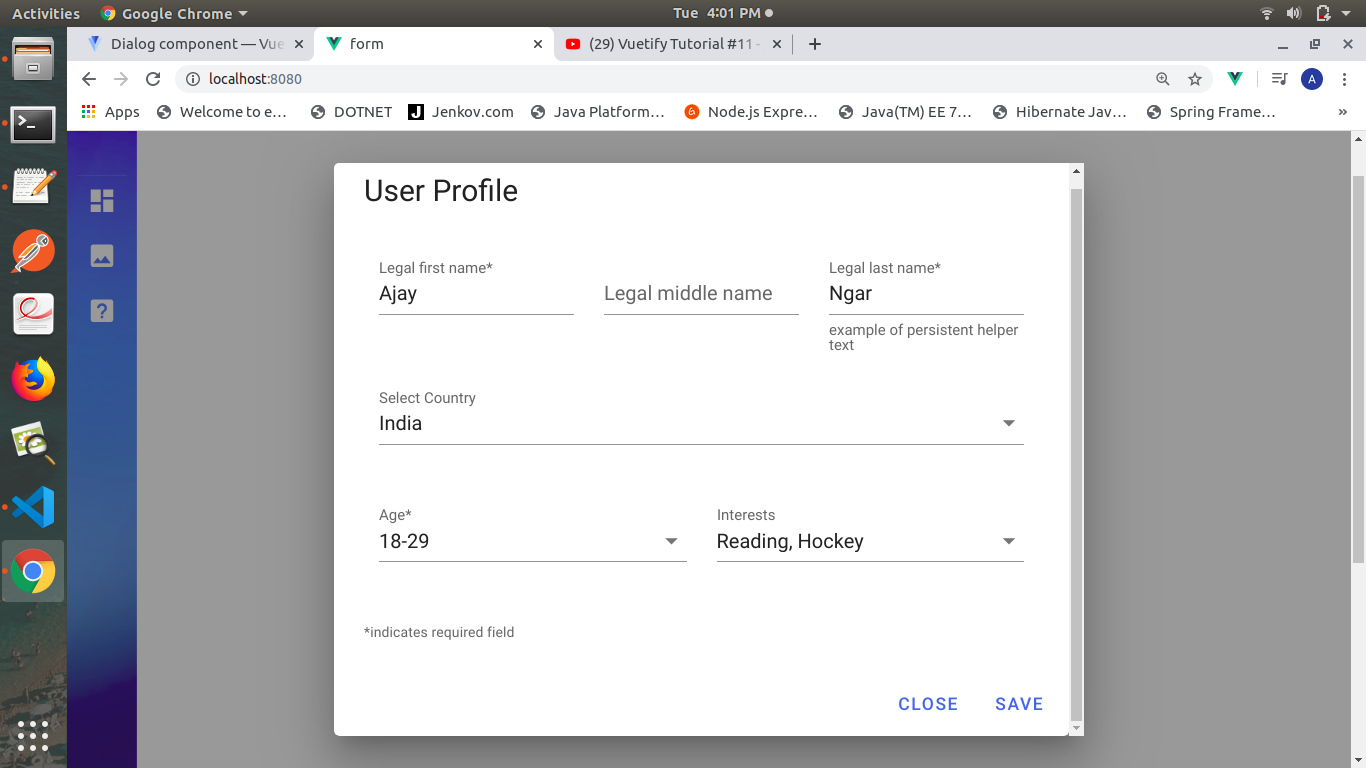 Activities Google Chrome Tue 4:01 PM
Dialog component — Vue form (29) Vuetify Tutorial #11 -
localhost:8080 A
Apps Welcome to e… DOTNET J Jenkov.com Java Platform… Node.js Expre… Java(TM) EE 7… Hibernate Jav… Spring Frame… »
User Profile
Legal first name* Legal last name*
Ajay Legal middle name Ngar
example of persistent helper
text
Select Country
India
Age* Interests
18-29 Reading, Hockey
*indicates required field
CLOSE SAVE